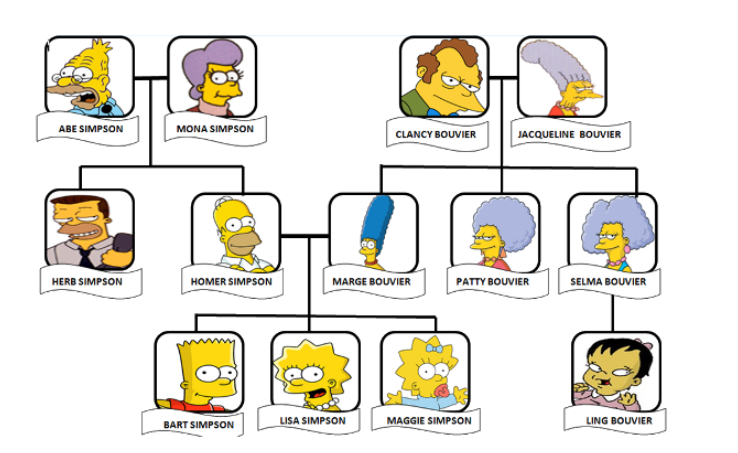 ABE SIMPSON
MONA SIMPSON
CLANCY BOUVIER
JACQUELINE BOUVIER
HERB SIMPSON
HOMER SIMPSON
MARGE BOUVIER
PATTY BOUVIER
SELMA BOUVIER
BART SIMPSON
LISA SIMPSON
MAGGIE SIMPSON
LING BOUVIER